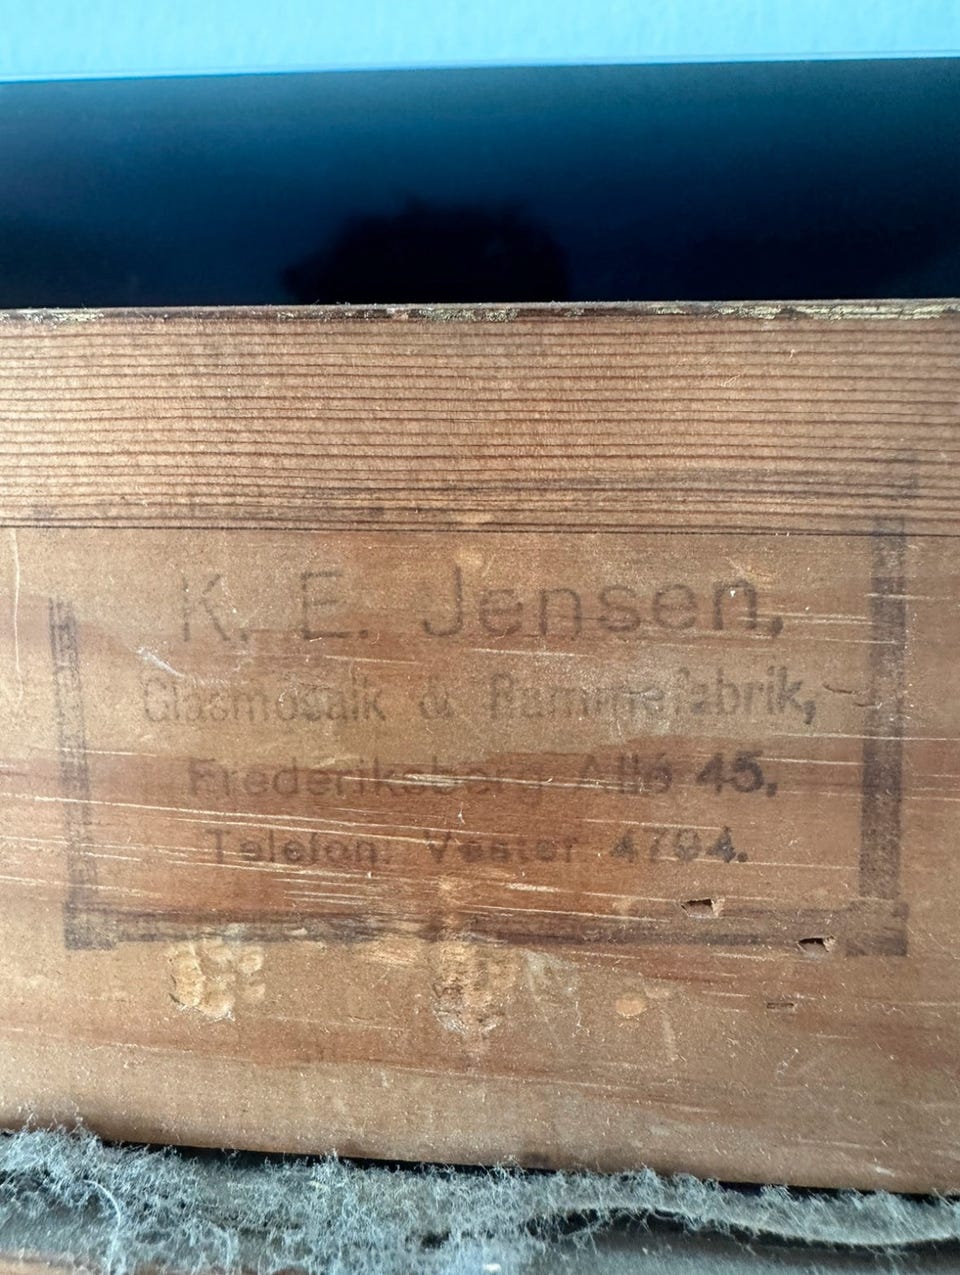 K. E. Jensen,
Glasmosaik & Rammefabrik,
Frederiksberg Allé 45.
Telefon: Vester 4794.